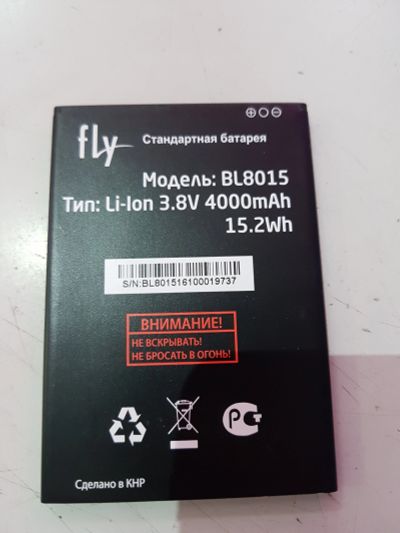 fly
Стандартная батарея
Модель: BL8015
Тип: Li-Ion 3.8V 4000mAh
15.2Wh
S/N:BL801516100019737
ВНИМАНИЕ!
НЕ ВСКРЫВАТЬ!
НЕ БРОСАТЬ В ОГОНЬ!
Сделано в КНР